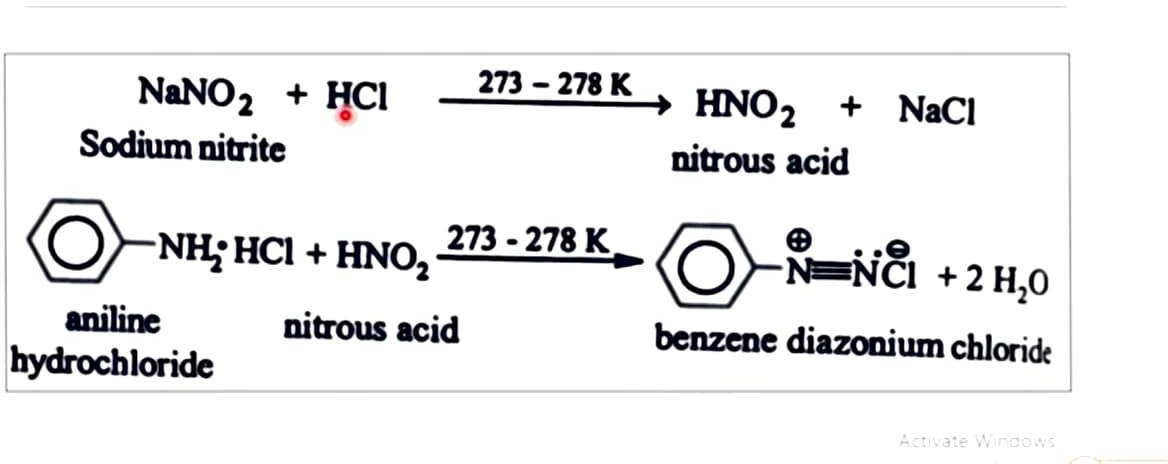 NaNO₂ + HCl 273 – 278 K HNO₂ + NaCl
Sodium nitrite nitrous acid
NH₂·HCl + HNO₂ 273 - 278 K ⊕ N≡N̈ Cl ⊖ + 2 H₂O
aniline hydrochloride nitrous acid benzene diazonium chloride
Activate Windows